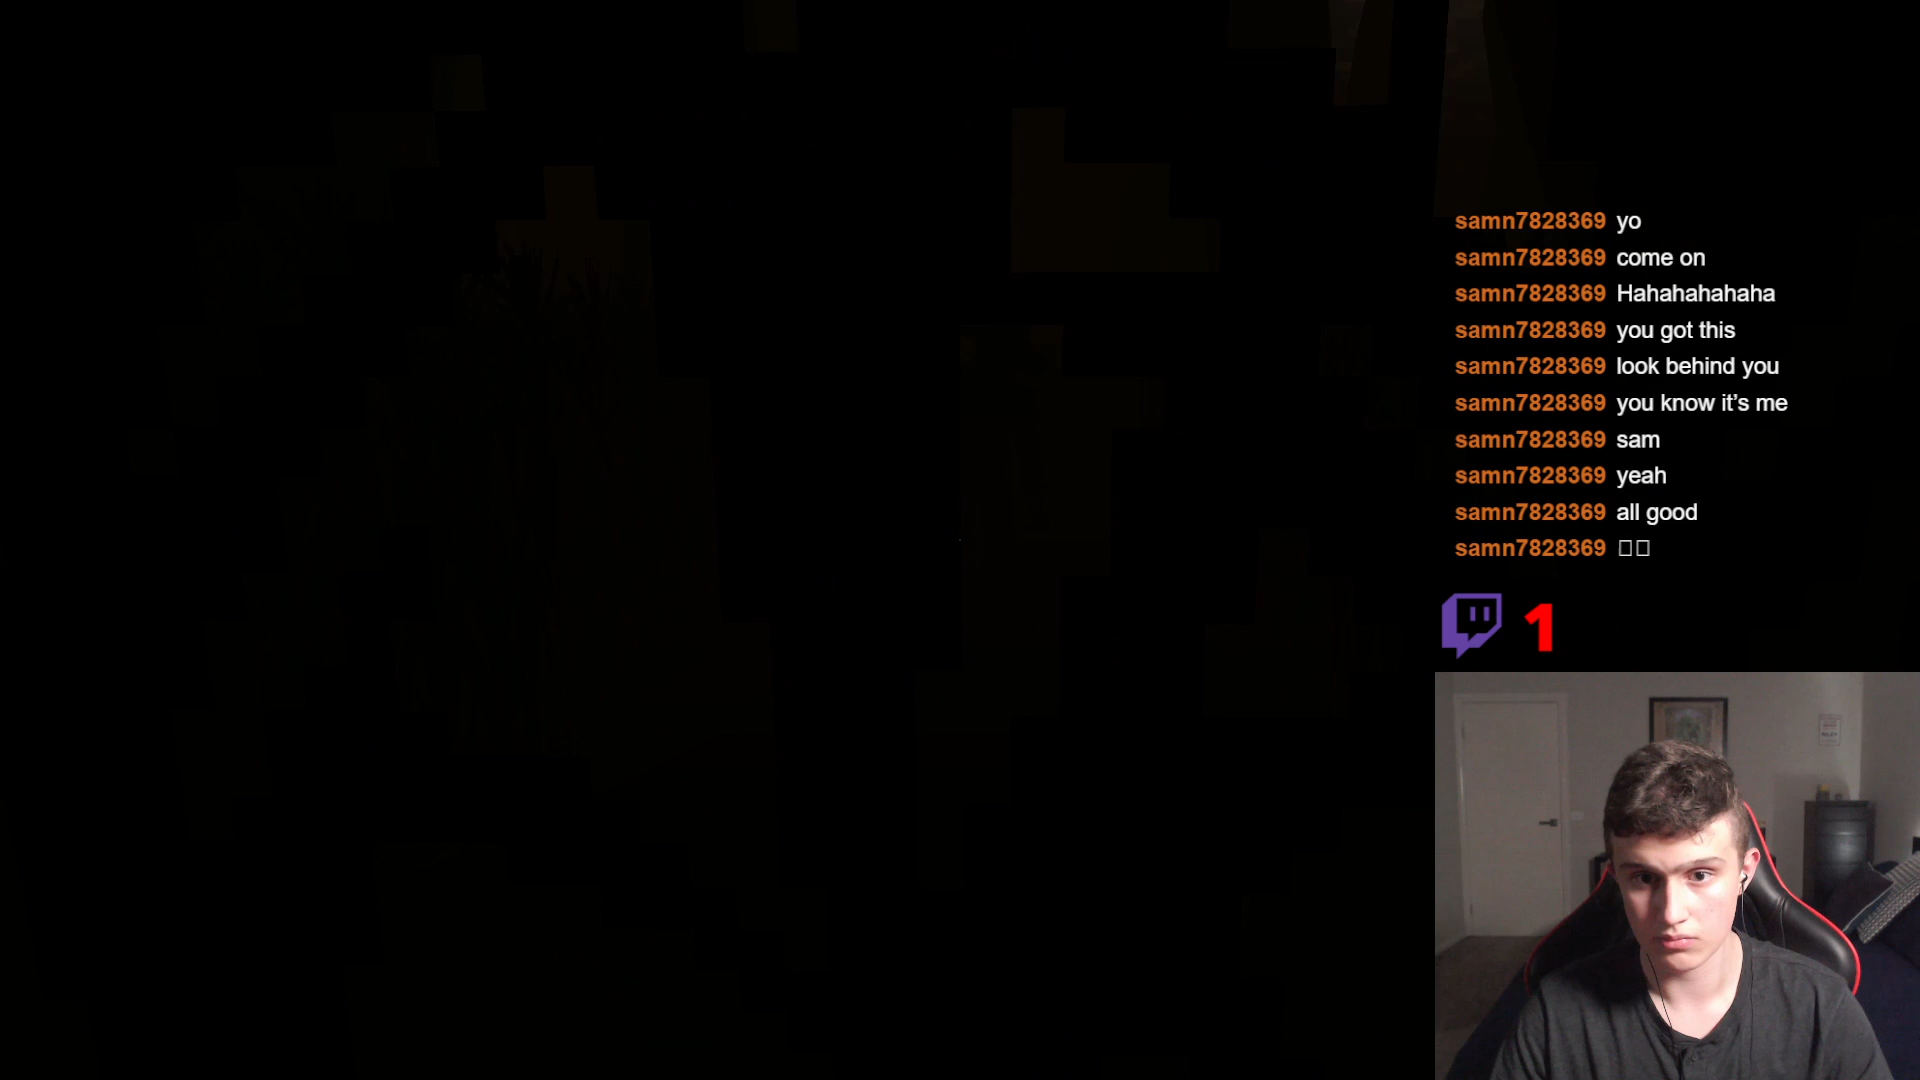 samn7828369 yo
samn7828369 come on
samn7828369 Hahahahahaha
samn7828369 you got this
samn7828369 look behind you
samn7828369 you know it's me
samn7828369 sam
samn7828369 yeah
samn7828369 all good
samn7828369
1